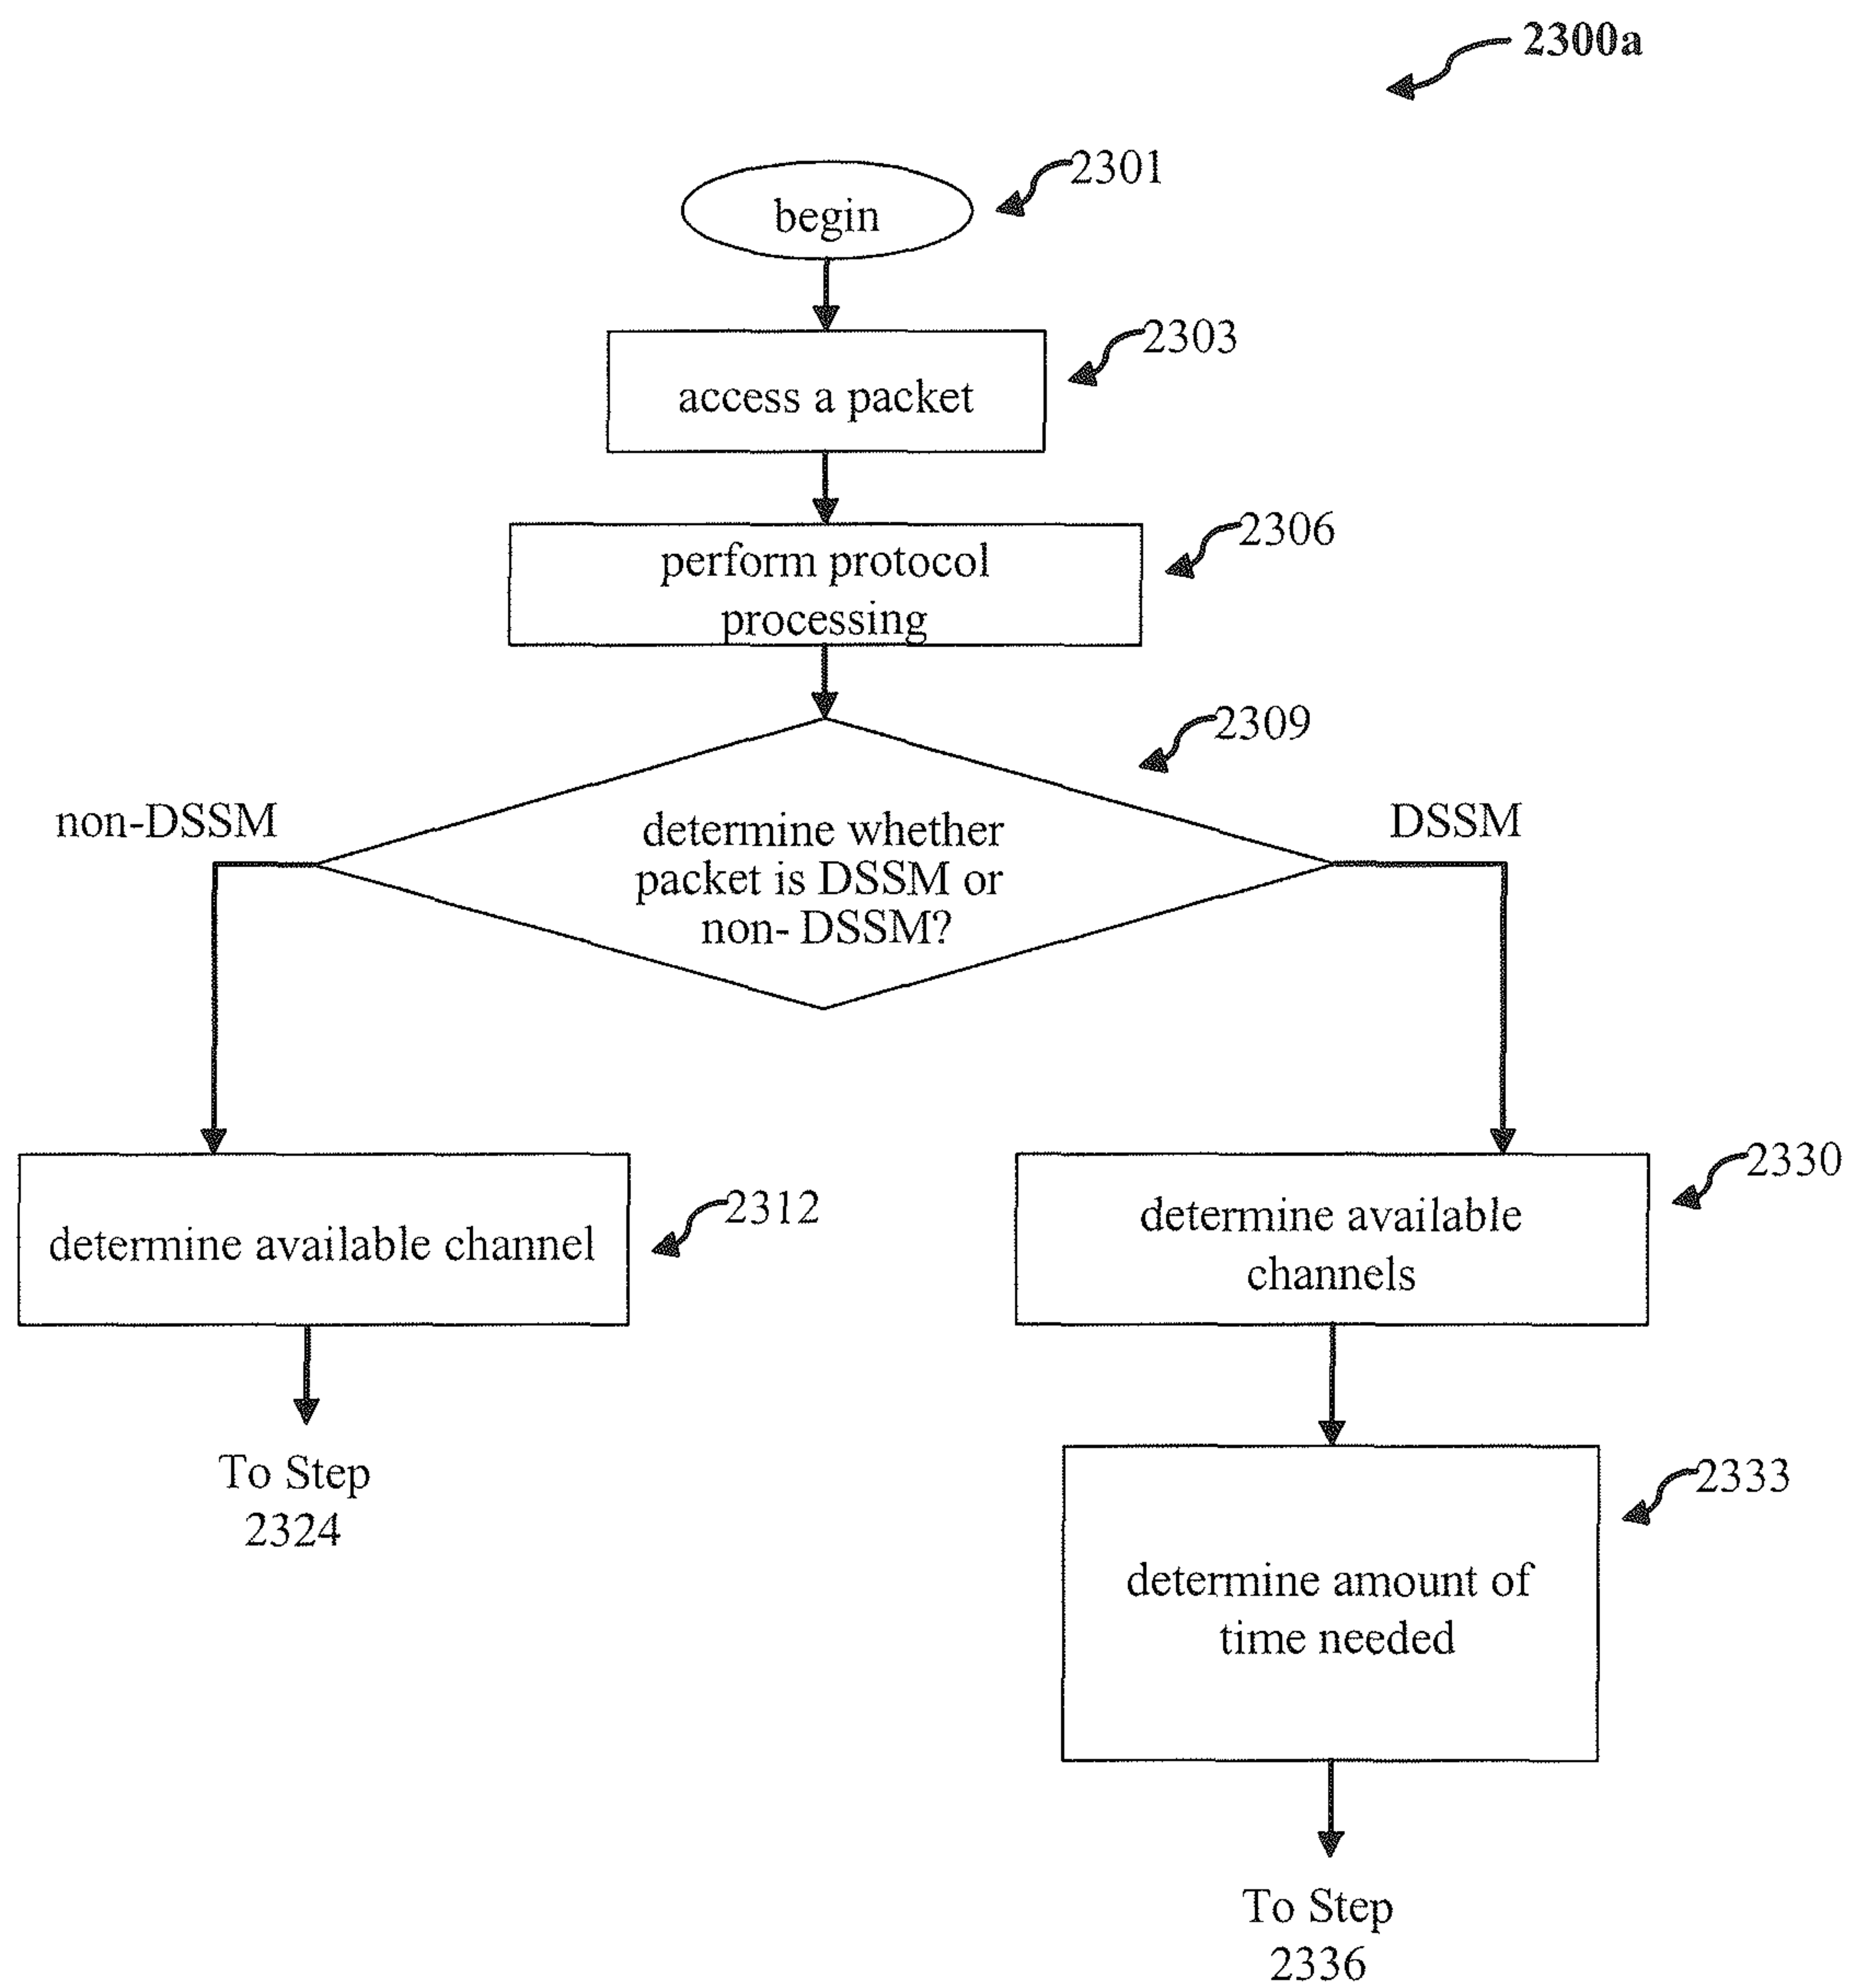 2300a
2301
begin
2303
access a packet
2306
perform protocol
processing
2309
non-DSSM
DSSM
determine whether
packet is DSSM or
non- DSSM?
2312
determine available channel
2330
determine available
channels
To Step
2324
2333
determine amount of
time needed
To Step
2336